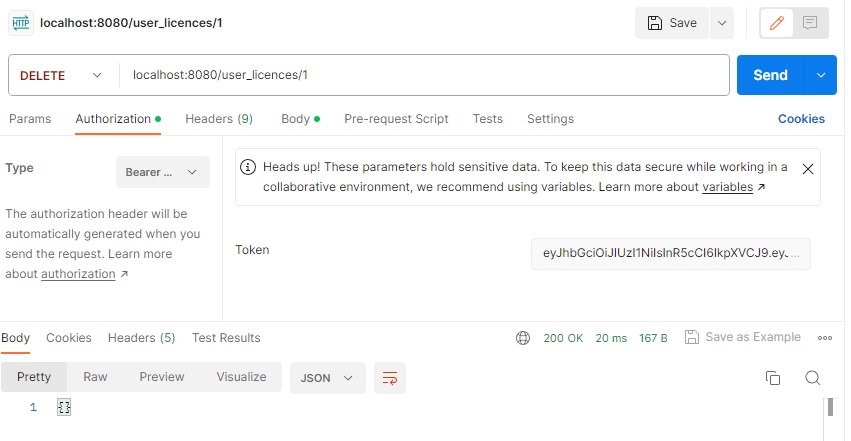 HTTP localhost:8080/user_licences/1 Save
DELETE localhost:8080/user_licences/1 Send
Params Authorization Headers (9) Body Pre-request Script Tests Settings Cookies
Type Bearer ...
Heads up! These parameters hold sensitive data. To keep this data secure while working in a
collaborative environment, we recommend using variables. Learn more about variables ↗
The authorization header will be
automatically generated when you
send the request. Learn more
about authorization ↗
Token eyJhbGciOiJIUzI1NiIsInR5cCI6IkpXVCJ9.ey...
Body Cookies Headers (5) Test Results 200 OK 20 ms 167 B Save as Example
Pretty Raw Preview Visualize JSON
1 {}